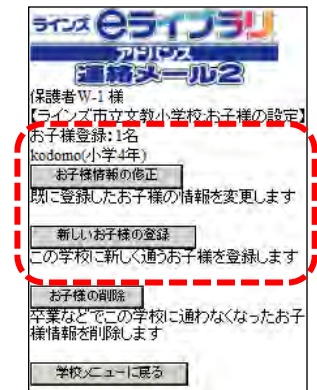 ラインズeライブラリ
アドバンス
連絡メール2
保護者W-1 様
【ラインズ市立文教小学校:お子様の設定】
お子様登録:1名
kodomo(小学4年)
お子様情報の修正
既に登録したお子様の情報を変更します
新しいお子様の登録
この学校に新しく通うお子様を登録します
お子様の削除
卒業などでこの学校に通わなくなったお子
様情報を削除します
学校メニューに戻る